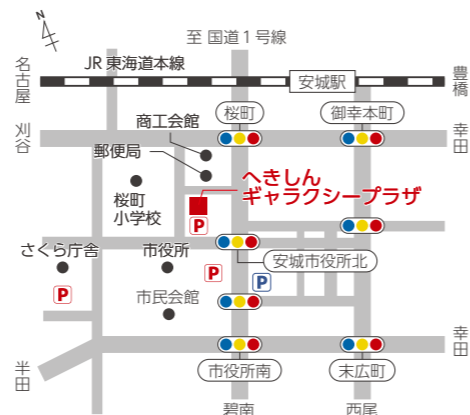 N
至 国道1号線
JR 東海道本線
名古屋
安城駅
豊橋
桜町
御幸本町
刈谷
商工会館
幸田
郵便局
へきしん
ギャラクシープラザ
桜町
小学校
P
さくら庁舎
市役所
安城市役所北
P
P
P
市民会館
半田
市役所南
末広町
幸田
碧南
西尾